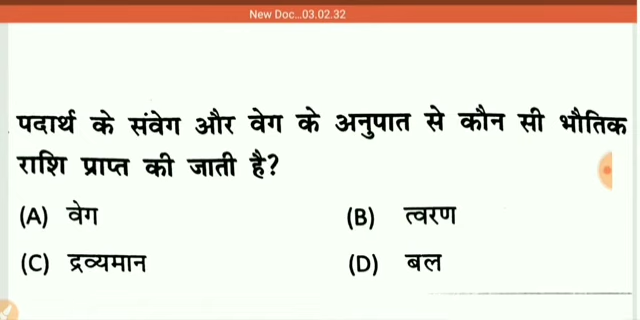 New Doc...03.02.32
पदार्थ के संवेग और वेग के अनुपात से कौन सी भौतिक
राशि प्राप्त की जाती है?
(A) वेग (B) त्वरण
(C) द्रव्यमान (D) बल